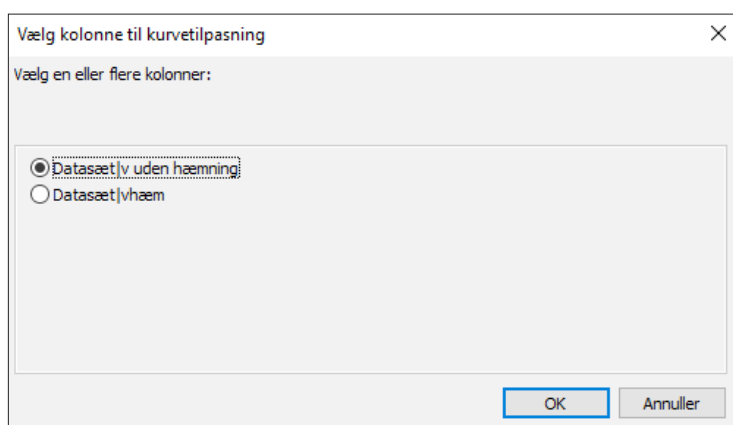 Vælg kolonne til kurvetilpasning
Vælg en eller flere kolonner:
Datasæt|v uden hæmning
Datasæt|vhæm
OK
Annuller